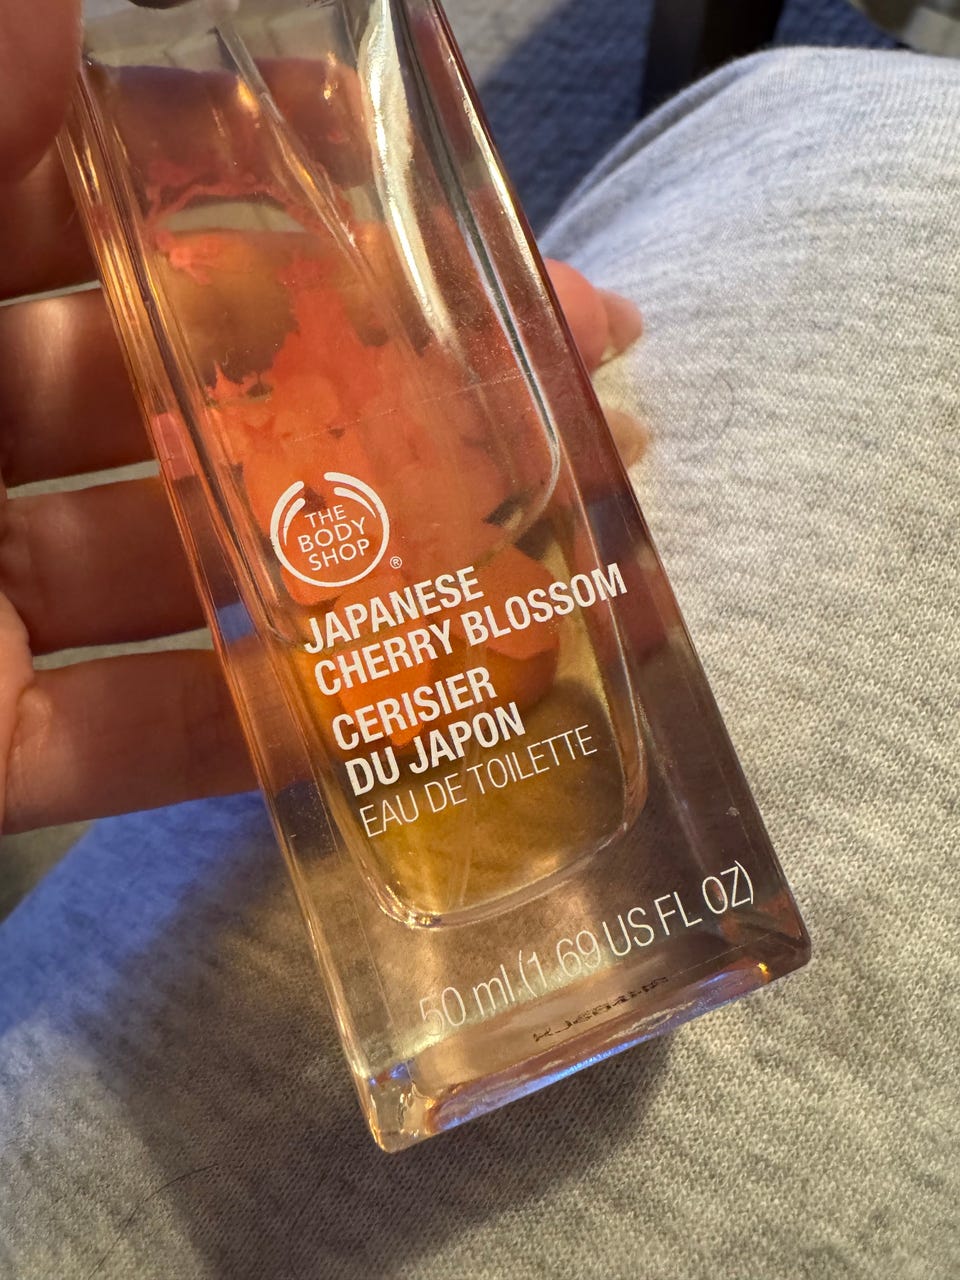 THE
BODY
SHOP
®
JAPANESE
CHERRY BLOSSOM
CERISIER
DU JAPON
EAU DE TOILETTE
50 ml (1.69 US FL OZ)